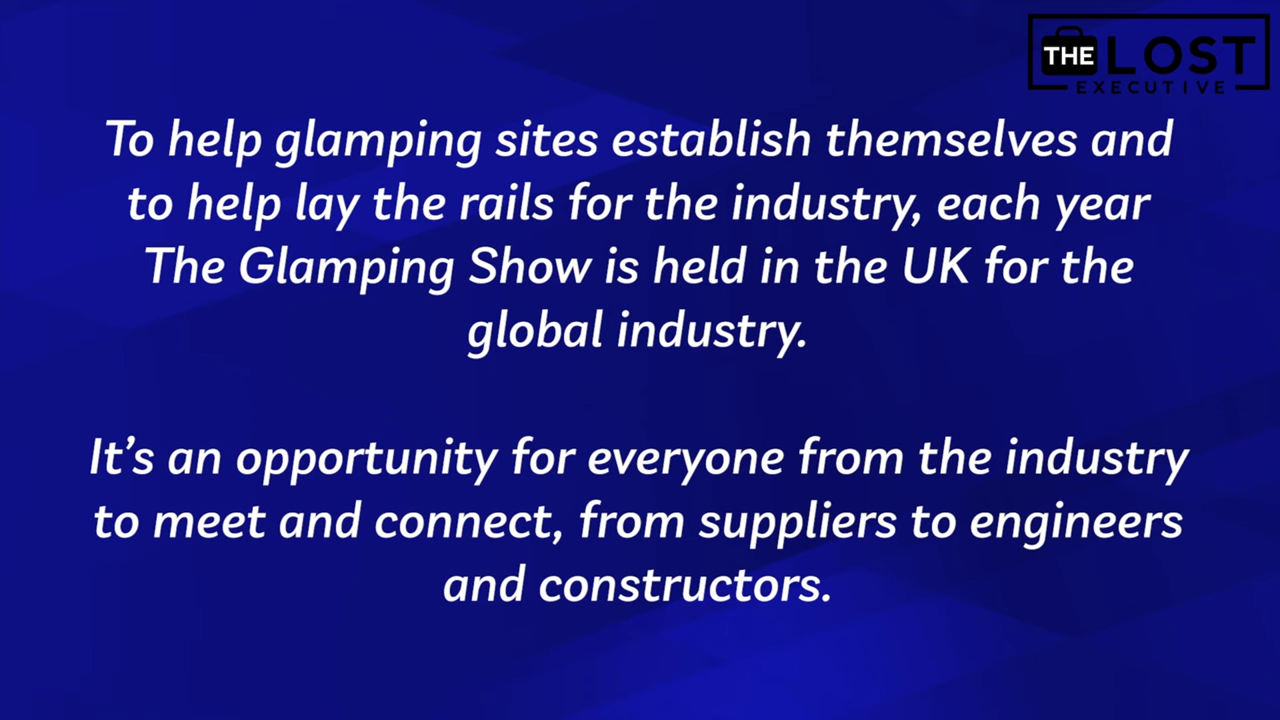 THE LOST
EXECUTIVE
To help glamping sites establish themselves and
to help lay the rails for the industry, each year
The Glamping Show is held in the UK for the
global industry.
It’s an opportunity for everyone from the industry
to meet and connect, from suppliers to engineers
and constructors.